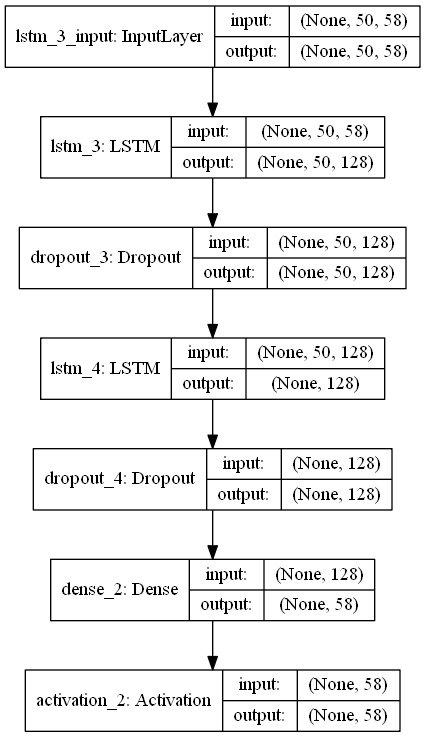 lstm_3_input: InputLayer
input: (None, 50, 58)
output: (None, 50, 58)
lstm_3: LSTM
input: (None, 50, 58)
output: (None, 50, 128)
dropout_3: Dropout
input: (None, 50, 128)
output: (None, 50, 128)
lstm_4: LSTM
input: (None, 50, 128)
output: (None, 128)
dropout_4: Dropout
input: (None, 128)
output: (None, 128)
dense_2: Dense
input: (None, 128)
output: (None, 58)
activation_2: Activation
input: (None, 58)
output: (None, 58)